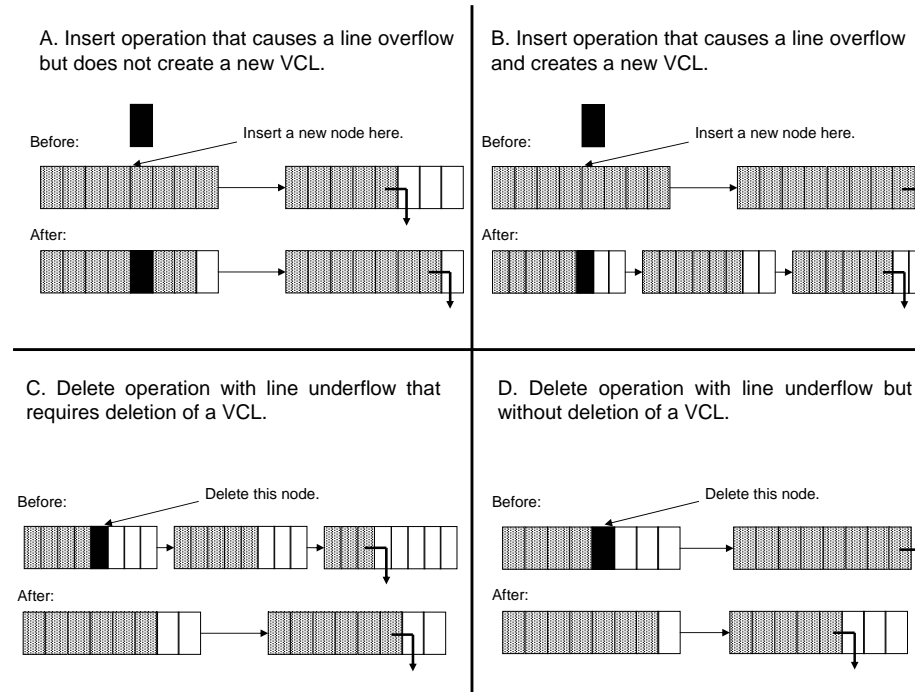 A. Insert operation that causes a line overflow
but does not create a new VCL.
Before:
Insert a new node here.
After:
B. Insert operation that causes a line overflow
and creates a new VCL.
Before:
Insert a new node here.
After:
C. Delete operation with line underflow that
requires deletion of a VCL.
Before:
Delete this node.
After:
D. Delete operation with line underflow but
without deletion of a VCL.
Before:
Delete this node.
After: